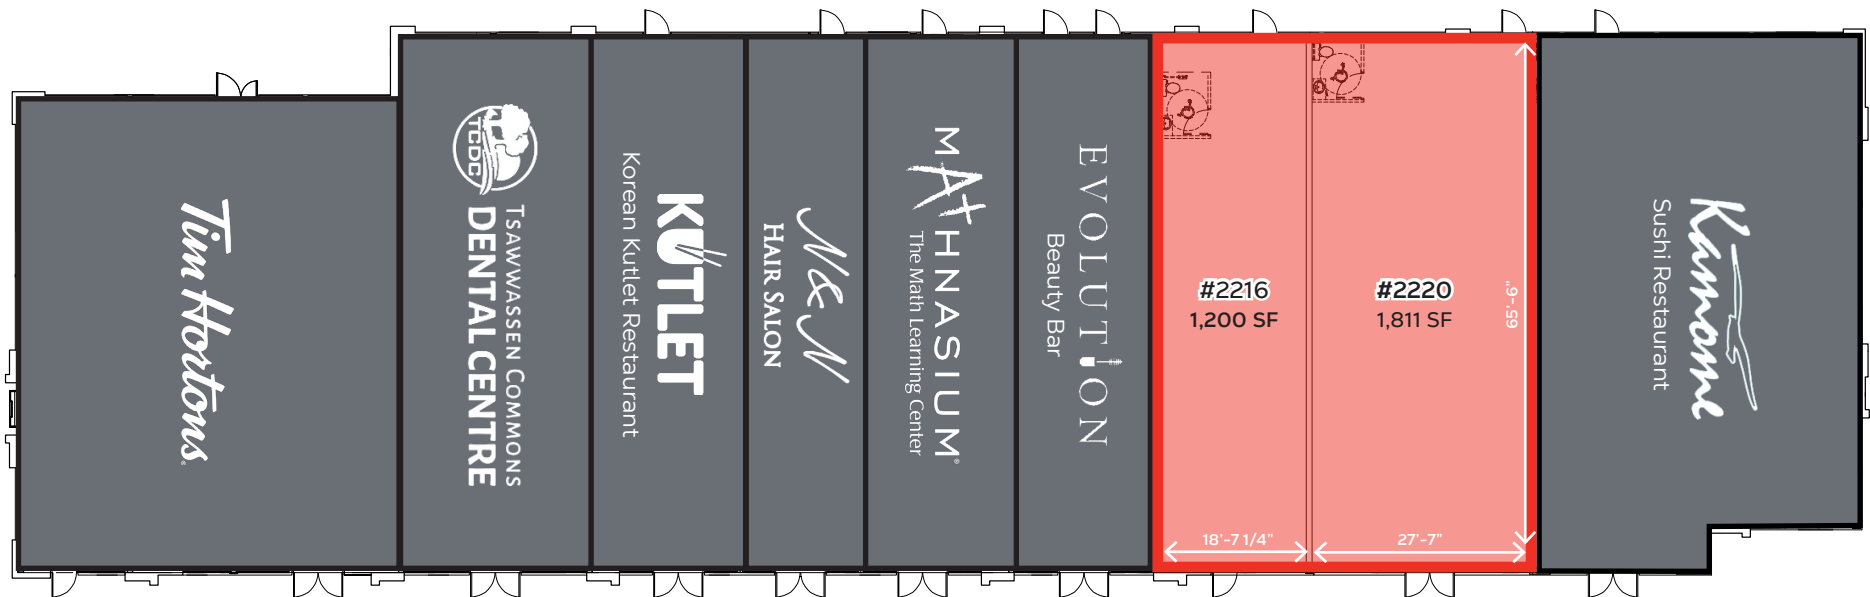 Tim Hortons
TCDC
TSAWWASSEN COMMONS
DENTAL CENTRE
KUTLET
Korean Kutlet Restaurant
N&N
HAIR SALON
MATHNASIUM®
The Math Learning Center
EVOLUTION
Beauty Bar
#2216
1,200 SF
18'-7 1/4"
#2220
1,811 SF
27'-7"
65'-6"
Kamome
Sushi Restaurant